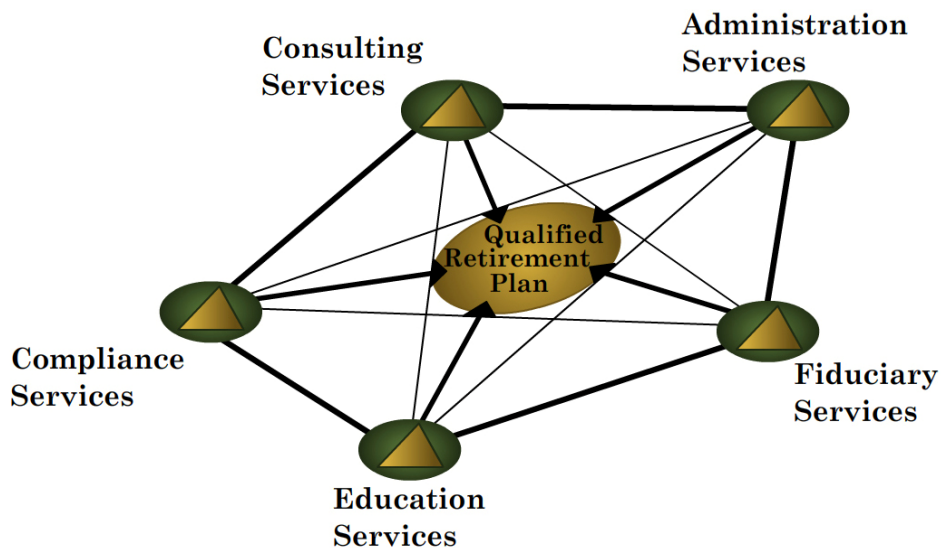 Consulting
Services
Administration
Services
Qualified
Retirement
Plan
Compliance
Services
Fiduciary
Services
Education
Services